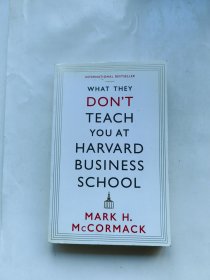 INTERNATIONAL BESTSELLER
WHAT THEY
DON'T
TEACH
YOU AT
HARVARD
BUSINESS
SCHOOL
MARK H.
McCORMACK